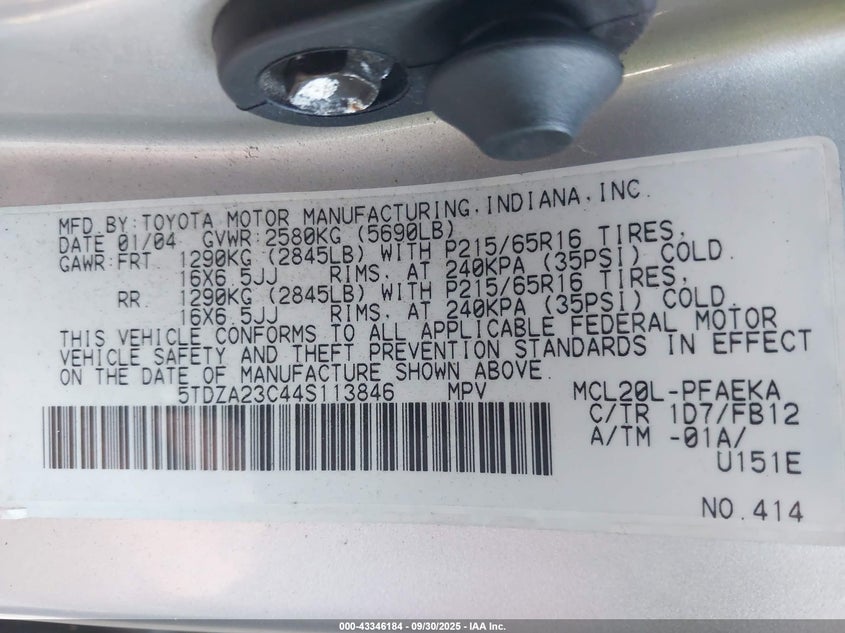 MFD.BY:TOYOTA MOTOR MANUFACTURING,INDIANA,INC.
DATE 01/04 GVWR:2580KG (5690LB)
GAWR:FRT. 1290KG (2845LB) WITH P215/65R16 TIRES,
16X6.5JJ RIMS, AT 240KPA (35PSI) COLD.
RR. 1290KG (2845LB) WITH P215/65R16 TIRES,
16X6.5JJ RIMS, AT 240KPA (35PSI) COLD.
THIS VEHICLE CONFORMS TO ALL APPLICABLE FEDERAL MOTOR
VEHICLE SAFETY AND THEFT PREVENTION STANDARDS IN EFFECT
ON THE DATE OF MANUFACTURE SHOWN ABOVE.
5TDZA23C44S113846 MPV MCL20L-PFAEKA
C/TR 1D7/FB12
A/TM -01A/
U151E
NO.414
000-43346184 - 09/30/2025 - IAA Inc.